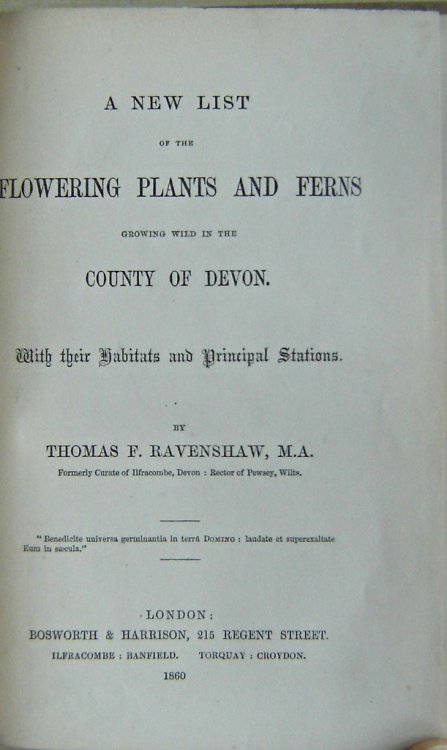 A NEW LIST
OF THE
FLOWERING PLANTS AND FERNS
GROWING WILD IN THE
COUNTY OF DEVON.
With their Habitats and Principal Stations.
BY
THOMAS F. RAVENSHAW, M.A.
Formerly Curate of Ilfracombe, Devon : Rector of Pewsey, Wilts.
" Benedicite universa germinantia in terrâ DOMINO : laudate et superexaltate
Eum in sæcula."
LONDON:
BOSWORTH & HARRISON, 215 REGENT STREET.
ILFRACOMBE : BANFIELD. TORQUAY : CROYDON.
1860